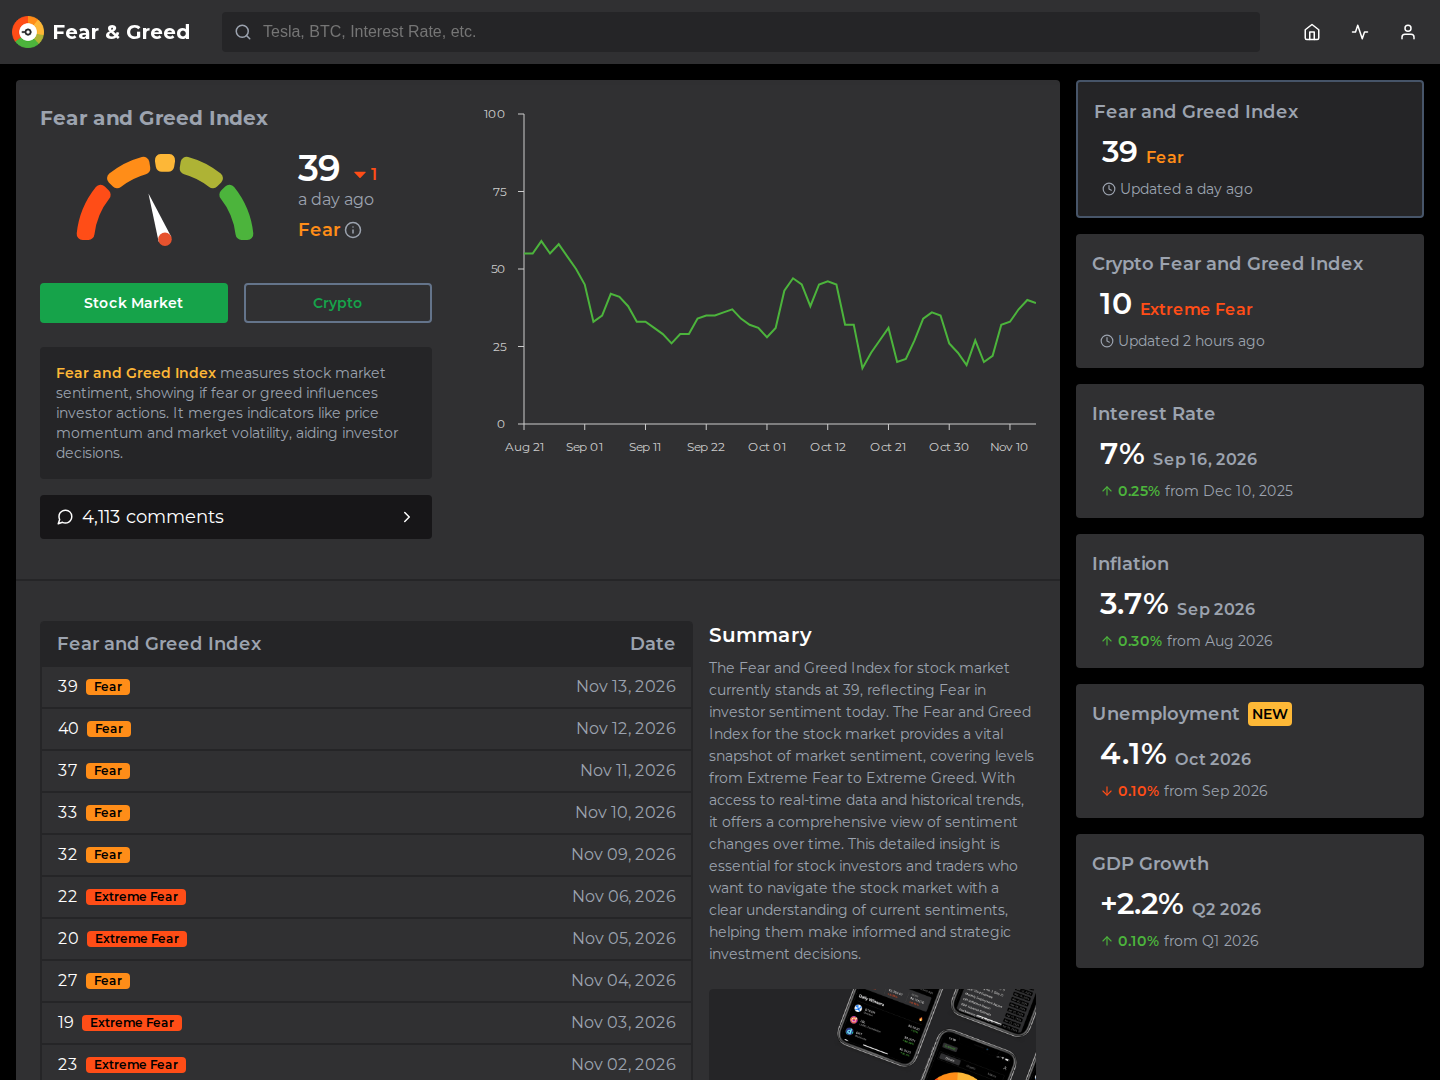 Fear & Greed
Tesla, BTC, Interest Rate, etc.
Fear and Greed Index
39 1
a day ago
Fear
Stock Market
Crypto
Fear and Greed Index measures stock market
sentiment, showing if fear or greed influences
investor actions. It merges indicators like price
momentum and market volatility, aiding investor
decisions.
4,113 comments
100
75
50
25
0
Aug 21 Sep 01 Sep 11 Sep 22 Oct 01 Oct 12 Oct 21 Oct 30 Nov 10
Fear and Greed Index Date
39 Fear Nov 13, 2026
40 Fear Nov 12, 2026
37 Fear Nov 11, 2026
33 Fear Nov 10, 2026
32 Fear Nov 09, 2026
22 Extreme Fear Nov 06, 2026
20 Extreme Fear Nov 05, 2026
27 Fear Nov 04, 2026
19 Extreme Fear Nov 03, 2026
23 Extreme Fear Nov 02, 2026
Summary
The Fear and Greed Index for stock market
currently stands at 39, reflecting Fear in
investor sentiment today. The Fear and Greed
Index for the stock market provides a vital
snapshot of market sentiment, covering levels
from Extreme Fear to Extreme Greed. With
access to real-time data and historical trends,
it offers a comprehensive view of sentiment
changes over time. This detailed insight is
essential for stock investors and traders who
want to navigate the stock market with a
clear understanding of current sentiments,
helping them make informed and strategic
investment decisions.
Daily Winners
Fear and Greed Index
39 Fear
Updated a day ago
Crypto Fear and Greed Index
10 Extreme Fear
Updated 2 hours ago
Interest Rate
7% Sep 16, 2026
0.25% from Dec 10, 2025
Inflation
3.7% Sep 2026
0.30% from Aug 2026
Unemployment NEW
4.1% Oct 2026
0.10% from Sep 2026
GDP Growth
+2.2% Q2 2026
0.10% from Q1 2026